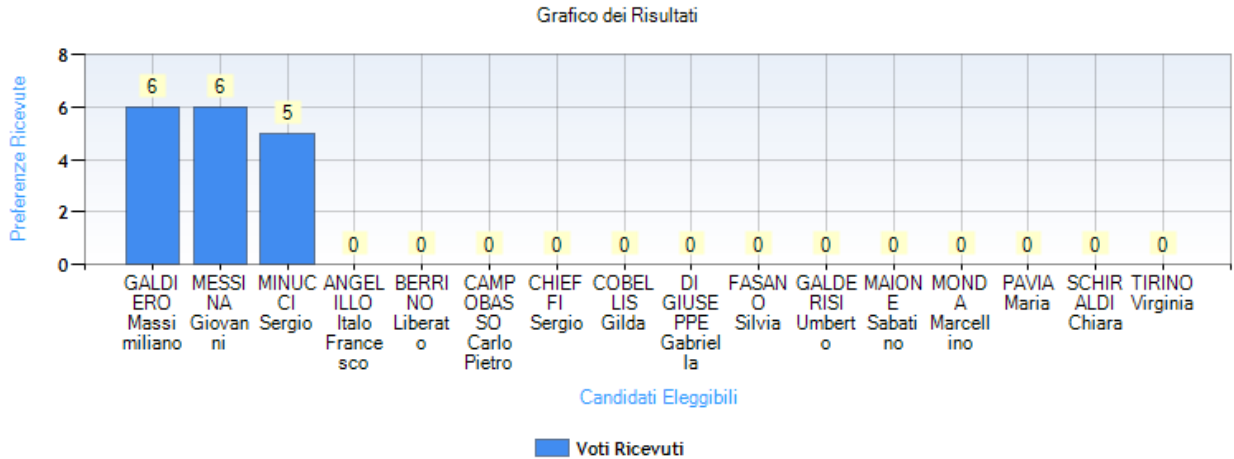 Grafico dei Risultati
Preferenze Ricevute
8
6
4
2
0
6
6
5
0
0
0
0
0
0
0
0
0
0
0
0
0
GALDI
ERO
Massi
miliano
MESSI
NA
Giovan
ni
MINUC
CI
Sergio
ANGEL
ILLO
Italo
France
sco
BERRI
NO
Liberat
o
CAMP
OBAS
SO
Carlo
Pietro
CHIEF
FI
Sergio
COBEL
LIS
Gilda
DI
GIUSE
PPE
Gabriel
la
FASAN
O
Silvia
GALDE
RISI
Umbert
o
MAION
E
Sabati
no
MOND
A
Marcell
ino
PAVIA
Maria
SCHIR
ALDI
Chiara
TIRINO
Virginia
Candidati Eleggibili
Voti Ricevuti